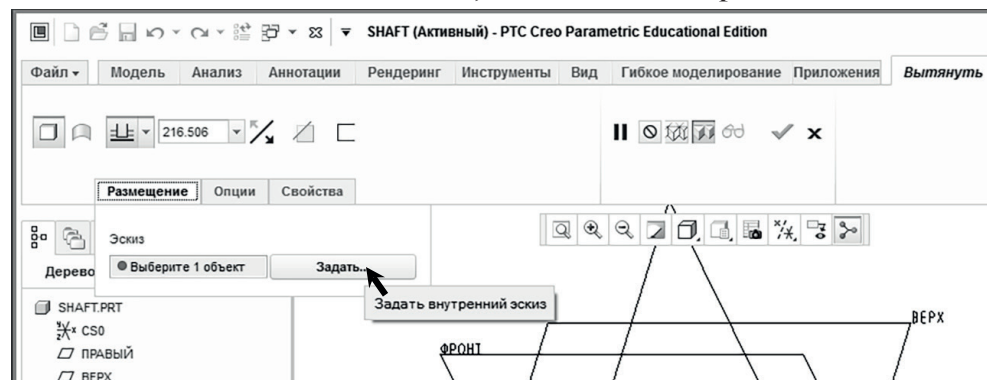 SHAFT (Активный) - PTC Creo Parametric Educational Edition
Файл Модель Анализ Аннотации Рендеринг Инструменты Вид Гибкое моделирование Приложения Вытянуть
216.506
Размещение Опции Свойства
Эскиз
Выберите 1 объект Задать...
Задать внутренний эскиз
Дерево
SHAFT.PRT
CS0
ПРАВЫЙ
ВЕРХ
ВЕРХ
ФРОНТ